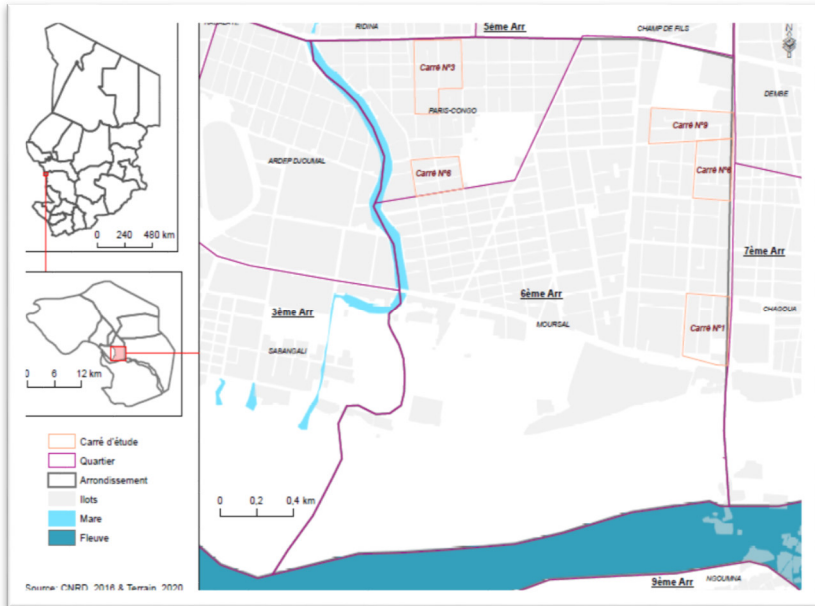 RIDINA
5ème Arr
CHAMP DE FILS
Carré N°3
DEMBE
PARIS-CONGO
Carré N°9
ARDEP DJOUMAL
Carré N°8
Carré N°6
0 240 480 km
7ème Arr
6ème Arr
3ème Arr
CHAGOUA
MOURSAL
Carré N°1
SABANGALI
0 6 12 km
Carré d'étude
Quartier
Arrondissement
Ilots
Mare
Fleuve
0 0,2 0,4 km
9ème Arr
NGOUMNA
Source: CNRD, 2016 & Terrain, 2020